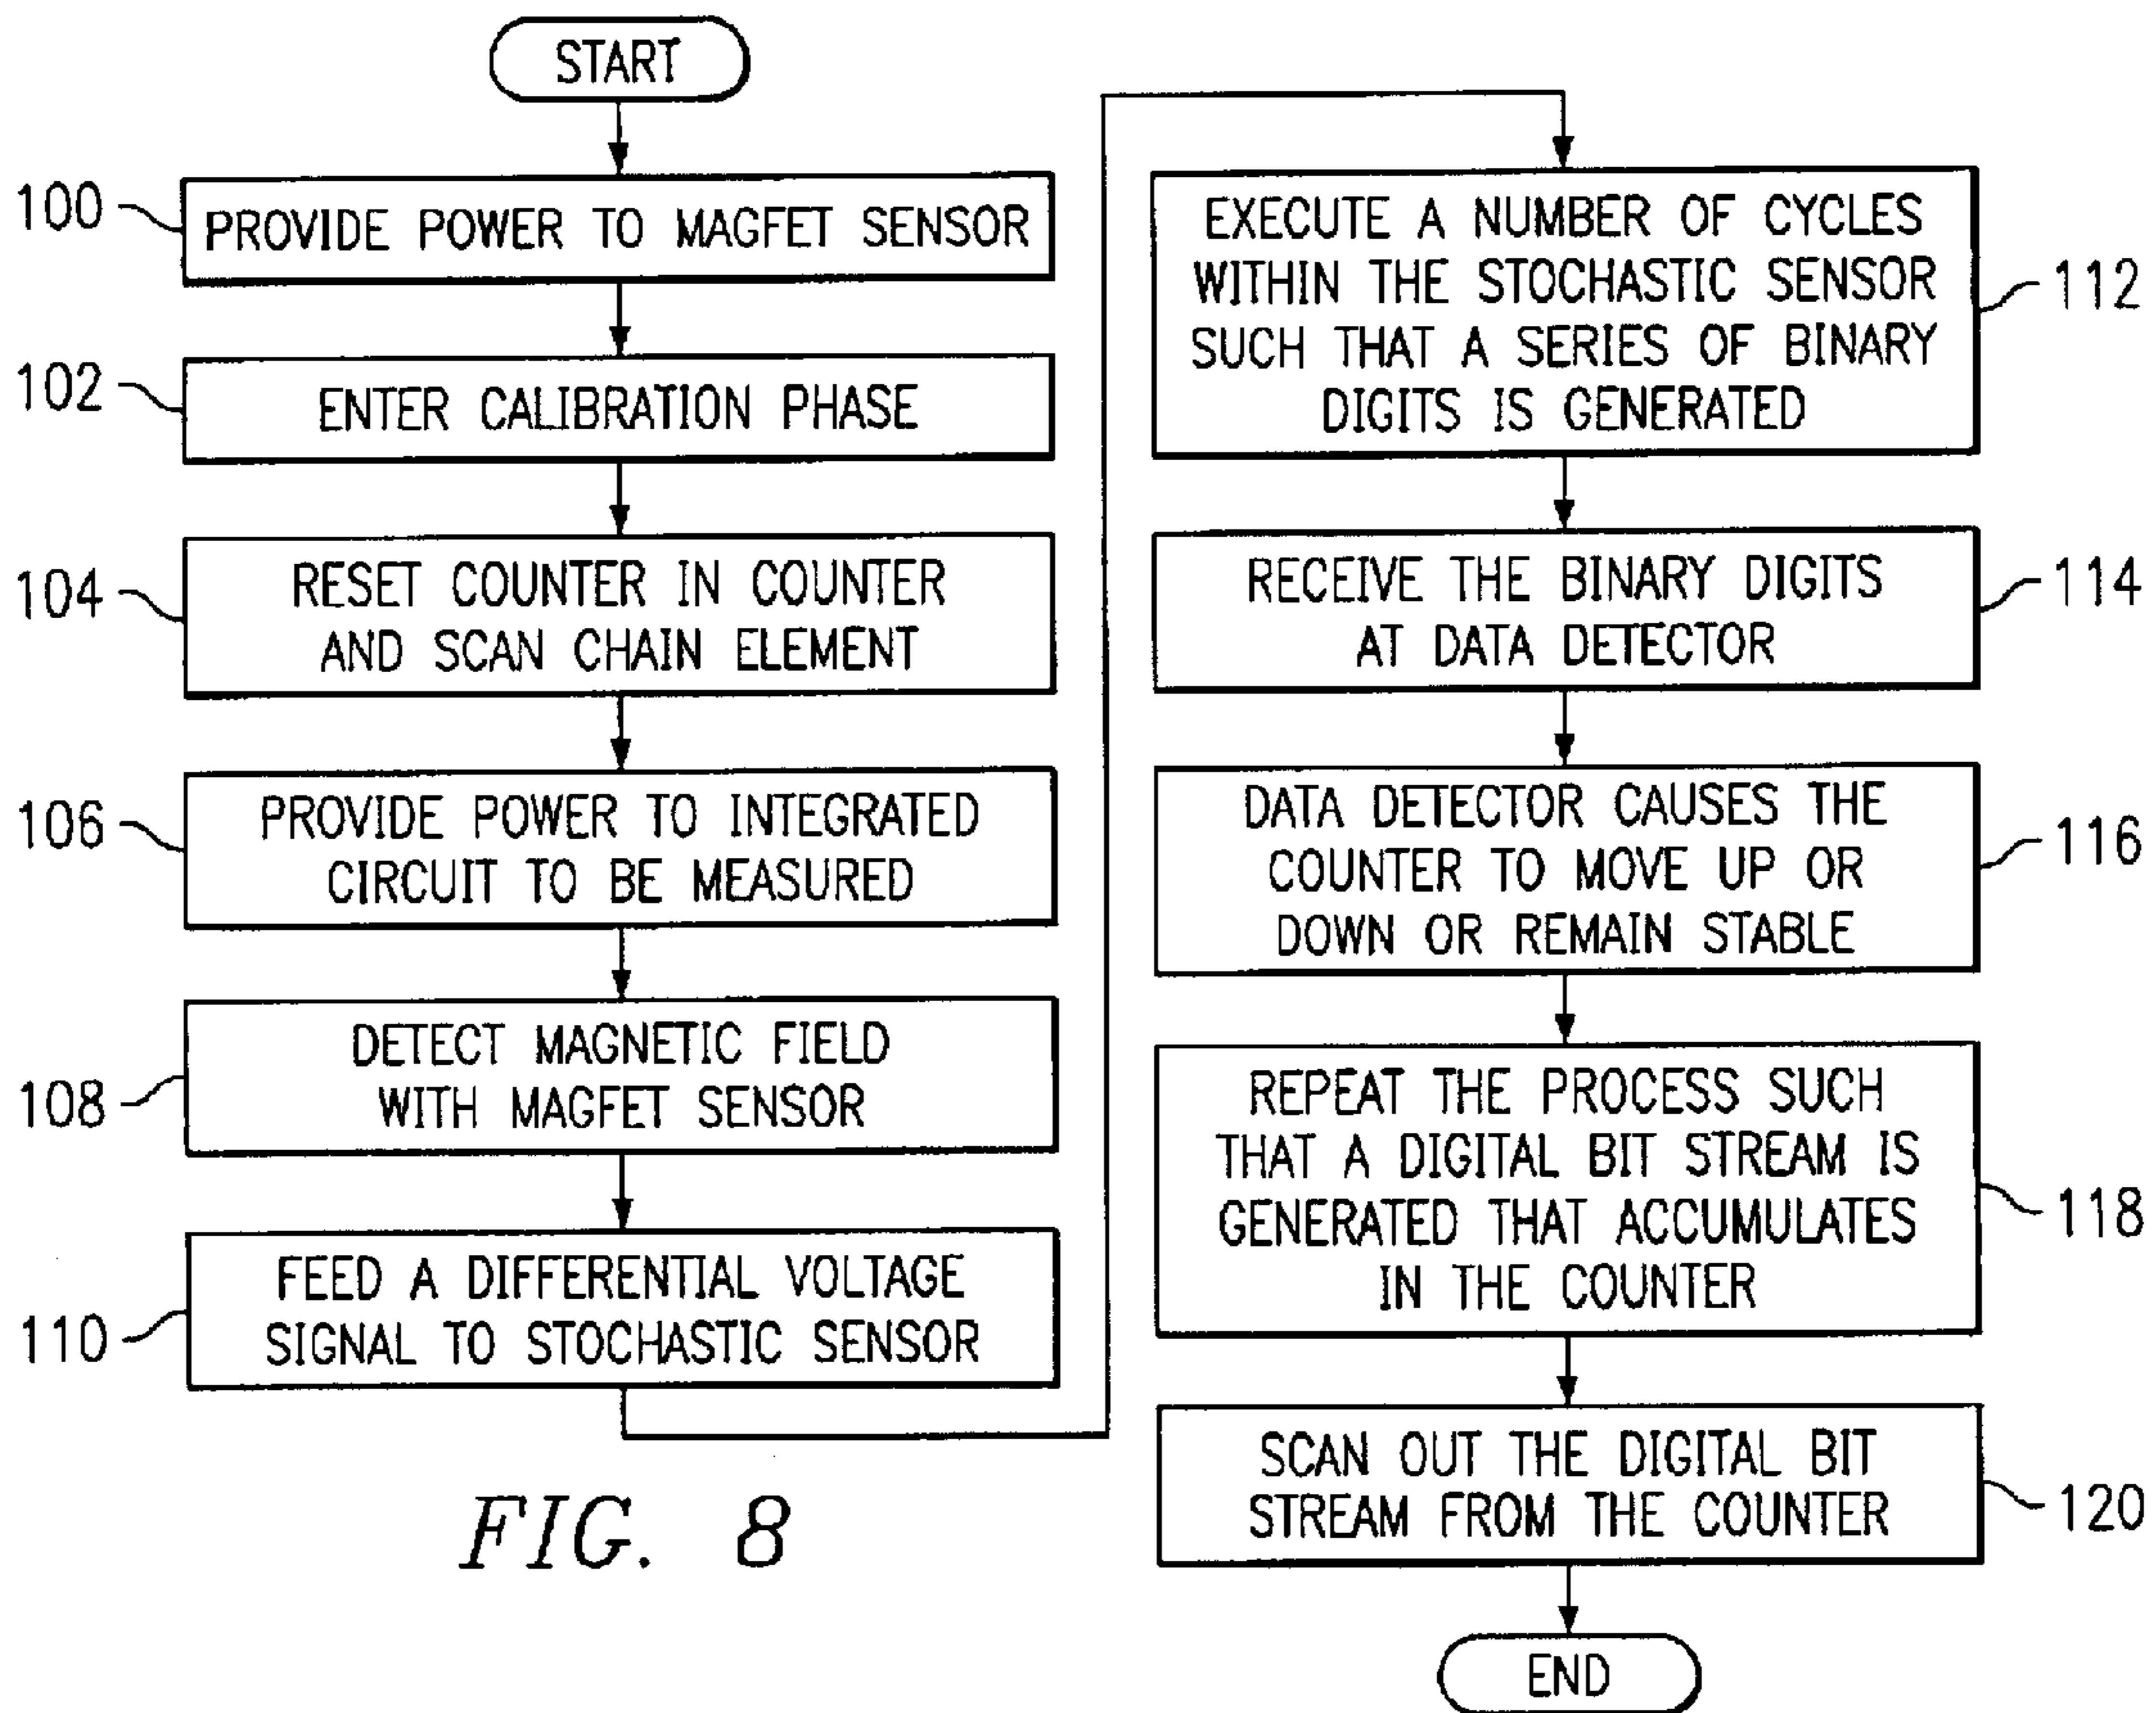 START
100
PROVIDE POWER TO MAGFET SENSOR
102
ENTER CALIBRATION PHASE
104
RESET COUNTER IN COUNTER
AND SCAN CHAIN ELEMENT
106
PROVIDE POWER TO INTEGRATED
CIRCUIT TO BE MEASURED
108
DETECT MAGNETIC FIELD
WITH MAGFET SENSOR
110
FEED A DIFFERENTIAL VOLTAGE
SIGNAL TO STOCHASTIC SENSOR
EXECUTE A NUMBER OF CYCLES
WITHIN THE STOCHASTIC SENSOR
SUCH THAT A SERIES OF BINARY
DIGITS IS GENERATED
112
RECEIVE THE BINARY DIGITS
AT DATA DETECTOR
114
DATA DETECTOR CAUSES THE
COUNTER TO MOVE UP OR
DOWN OR REMAIN STABLE
116
REPEAT THE PROCESS SUCH
THAT A DIGITAL BIT STREAM IS
GENERATED THAT ACCUMULATES
IN THE COUNTER
118
SCAN OUT THE DIGITAL BIT
STREAM FROM THE COUNTER
120
END
FIG. 8